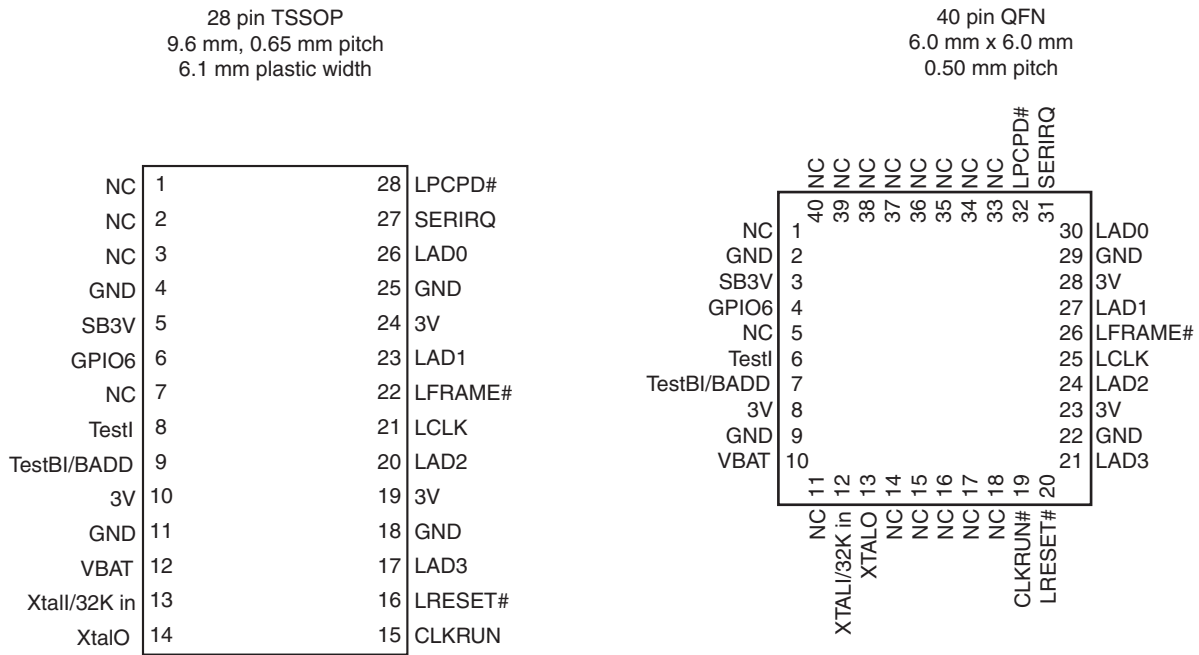 28 pin TSSOP
9.6 mm, 0.65 mm pitch
6.1 mm plastic width
NC 1
NC 2
NC 3
GND 4
SB3V 5
GPIO6 6
NC 7
TestI 8
TestBI/BADD 9
3V 10
GND 11
VBAT 12
XtalI/32K in 13
XtalO 14
28 LPCPD#
27 SERIRQ
26 LAD0
25 GND
24 3V
23 LAD1
22 LFRAME#
21 LCLK
20 LAD2
19 3V
18 GND
17 LAD3
16 LRESET#
15 CLKRUN
40 pin QFN
6.0 mm x 6.0 mm
0.50 mm pitch
40 NC
39 NC
38 NC
37 NC
36 NC
35 NC
34 NC
33 NC
32 LPCPD#
31 SERIRQ
NC 1
GND 2
SB3V 3
GPIO6 4
NC 5
TestI 6
TestBI/BADD 7
3V 8
GND 9
VBAT 10
30 LAD0
29 GND
28 3V
27 LAD1
26 LFRAME#
25 LCLK
24 LAD2
23 3V
22 GND
21 LAD3
NC 11
XTALI/32K in 12
XTALO 13
NC 14
NC 15
NC 16
NC 17
NC 18
CLKRUN# 19
LRESET# 20